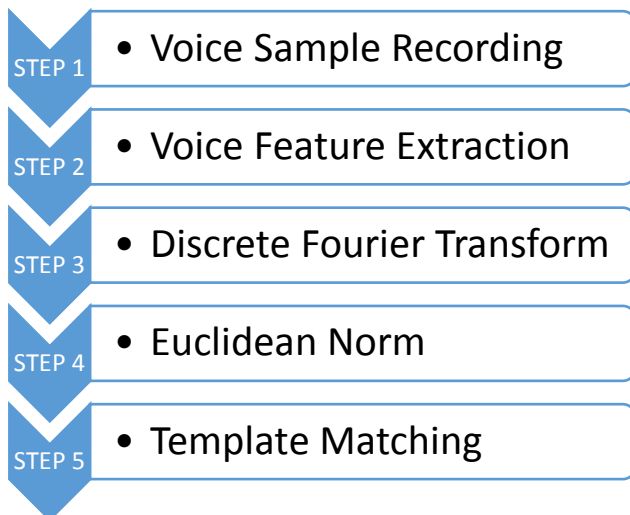 STEP 1
• Voice Sample Recording
STEP 2
• Voice Feature Extraction
STEP 3
• Discrete Fourier Transform
STEP 4
• Euclidean Norm
STEP 5
• Template Matching